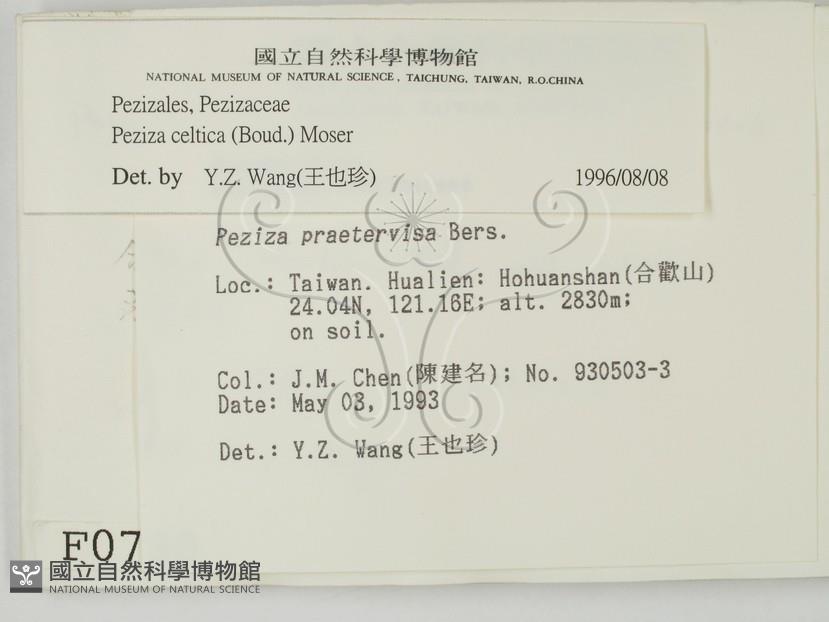 國立自然科學博物館
NATIONAL MUSEUM OF NATURAL SCIENCE, TAICHUNG, TAIWAN, R.O.CHINA
Pezizales, Pezizaceae
Peziza celtica (Boud.) Moser
Det. by Y.Z. Wang(王也珍) 1996/08/08
Peziza praetervisa Bers.
Loc.: Taiwan. Hualien: Hohuanshan(合歡山)
24.04N, 121.16E; alt. 2830m;
on soil.
Col.: J.M. Chen(陳建名); No. 930503-3
Date: May 03, 1993
Det.: Y.Z. Wang(王也珍)
F07
國立自然科學博物館
NATIONAL MUSEUM OF NATURAL SCIENCE